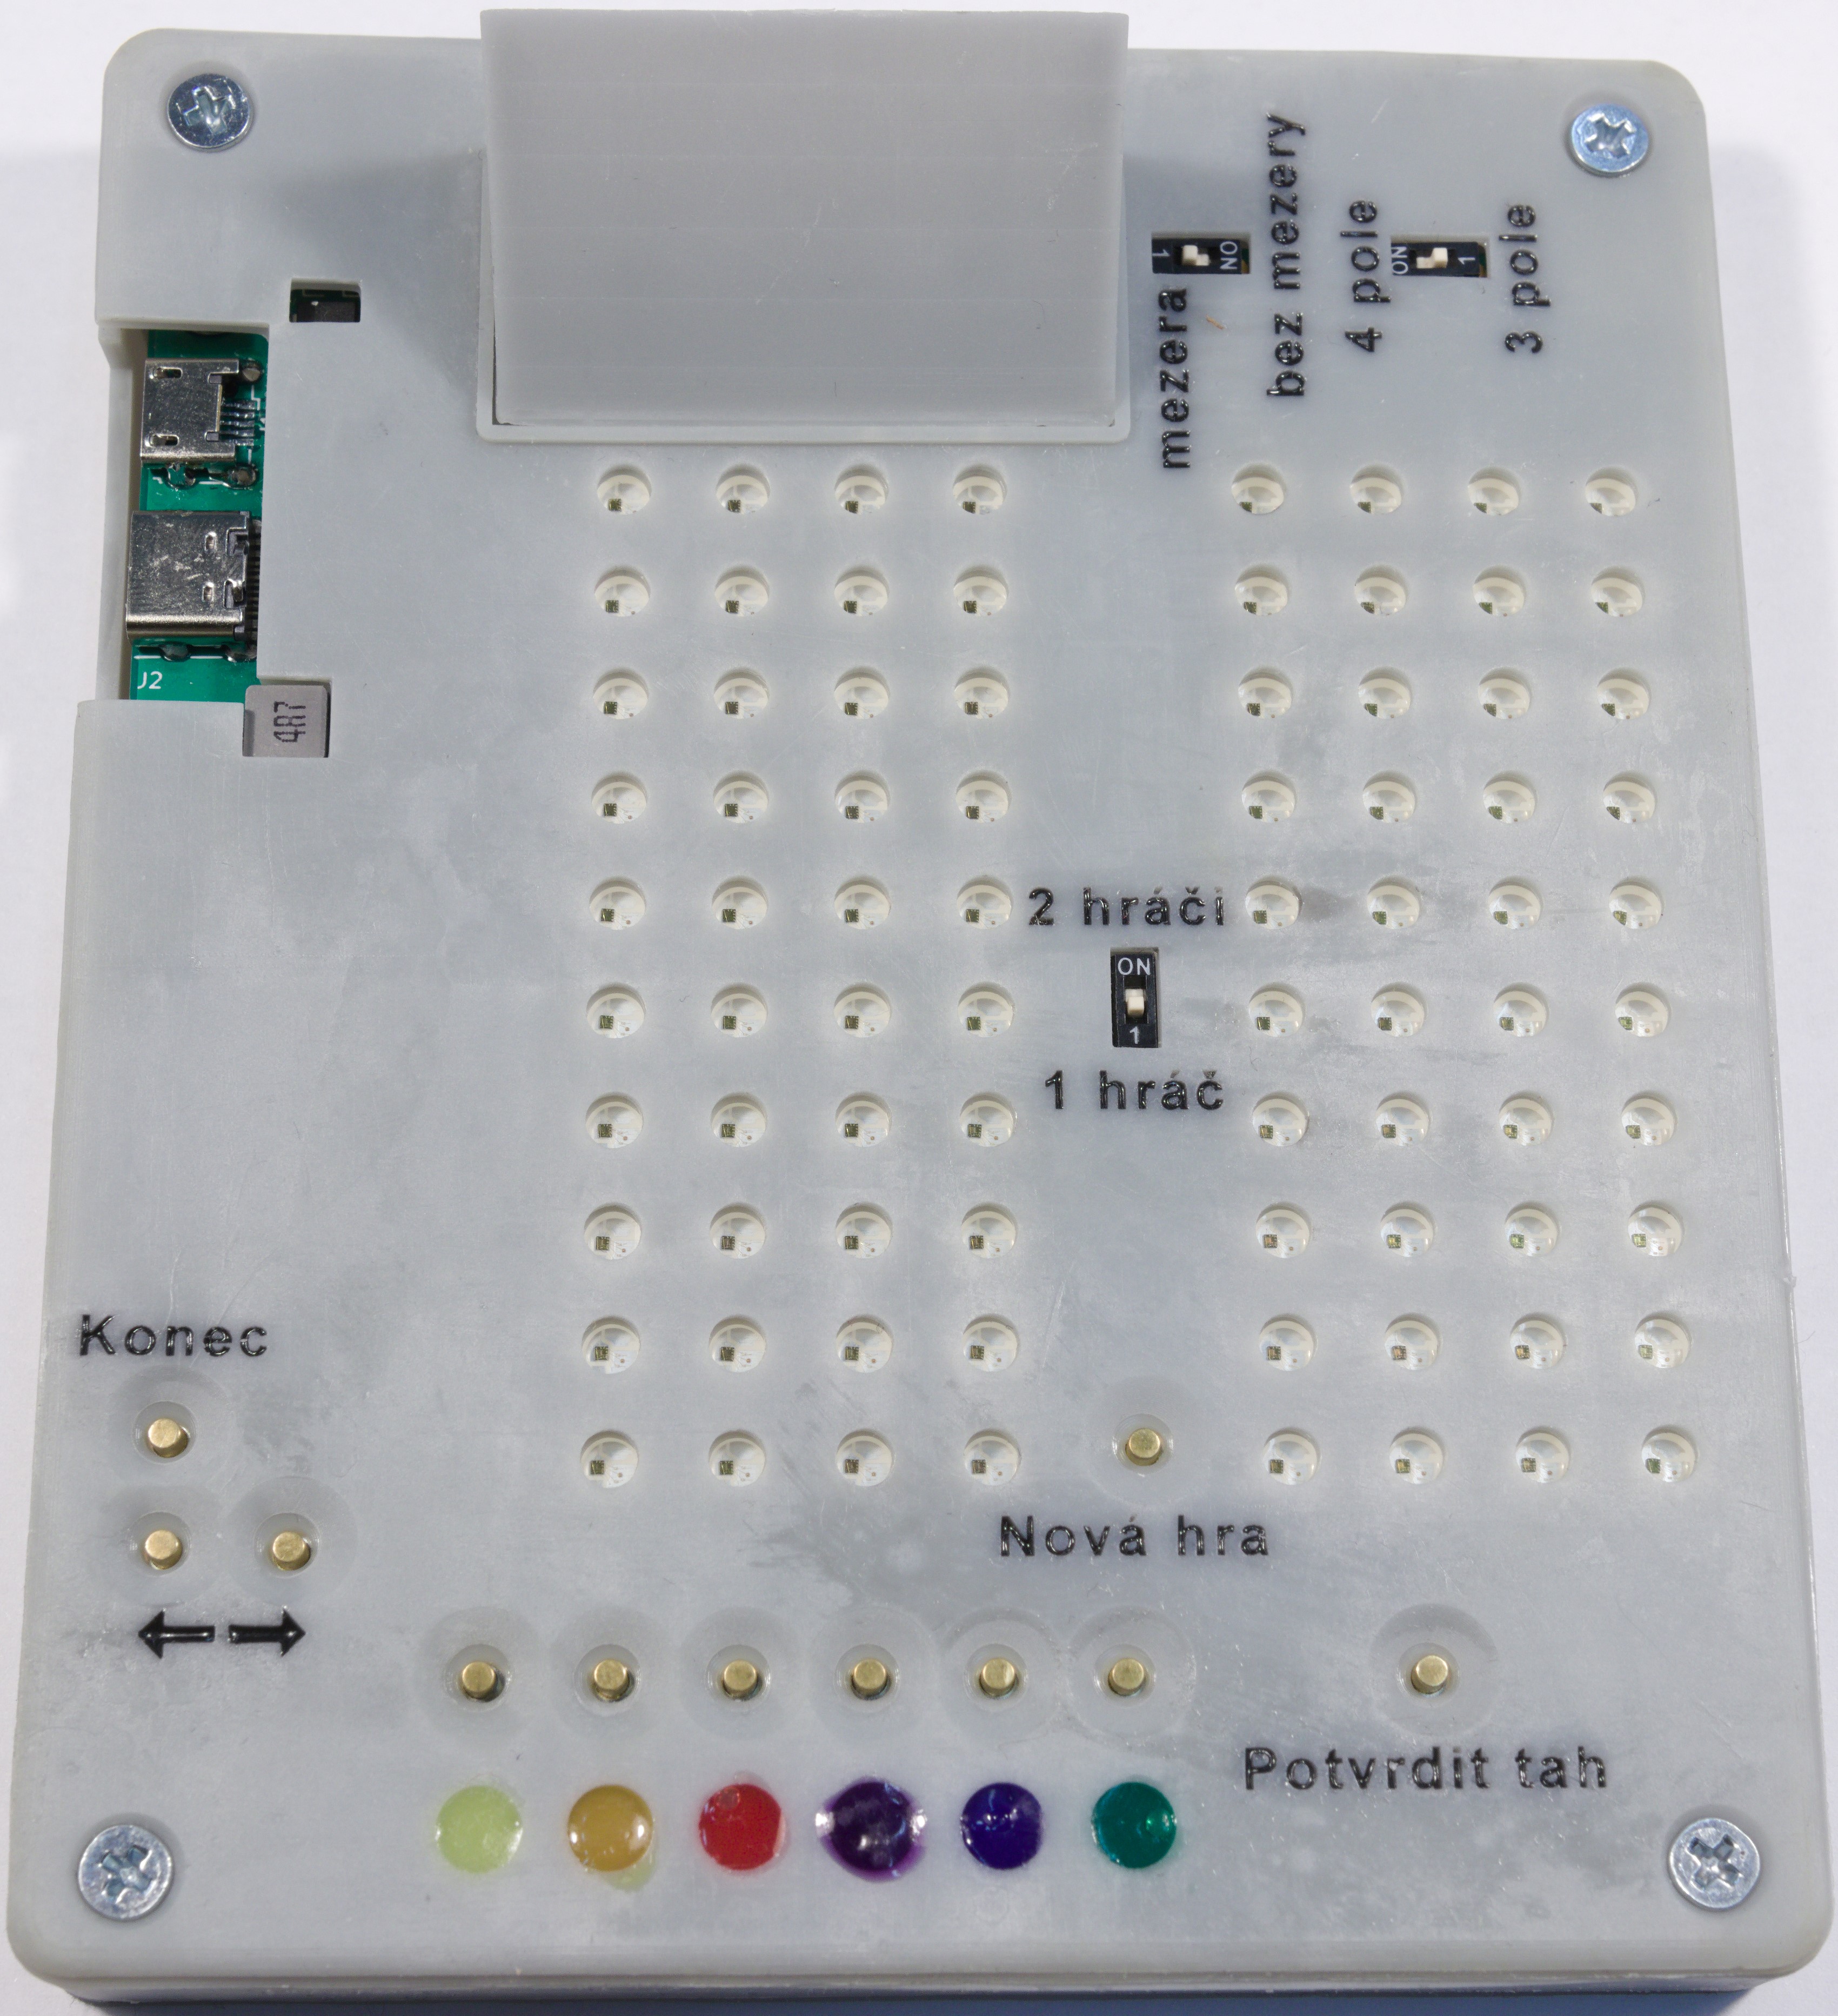 bez mezery
4 pole
3 pole
1 ON
ON 1
mezera
J2
4R7
2 hráči
ON
1
1 hráč
Konec
Nová hra
Potvrdit tah